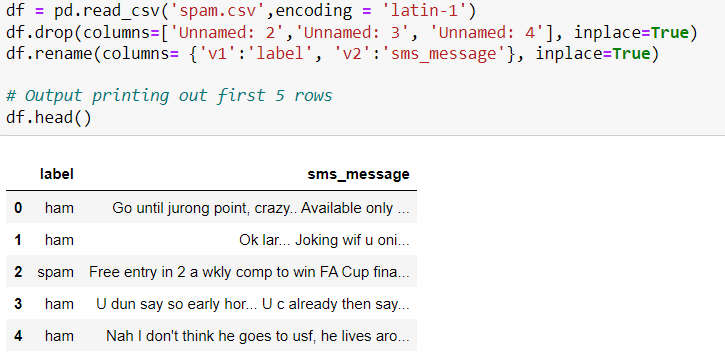 df = pd.read_csv('spam.csv',encoding = 'latin-1')
df.drop(columns=['Unnamed: 2','Unnamed: 3', 'Unnamed: 4'], inplace=True)
df.rename(columns= {'v1':'label', 'v2':'sms_message'}, inplace=True)
# Output printing out first 5 rows
df.head()
label sms_message
0 ham Go until jurong point, crazy.. Available only ...
1 ham Ok lar... Joking wif u oni...
2 spam Free entry in 2 a wkly comp to win FA Cup fina...
3 ham U dun say so early hor... U c already then say...
4 ham Nah I don't think he goes to usf, he lives aro...